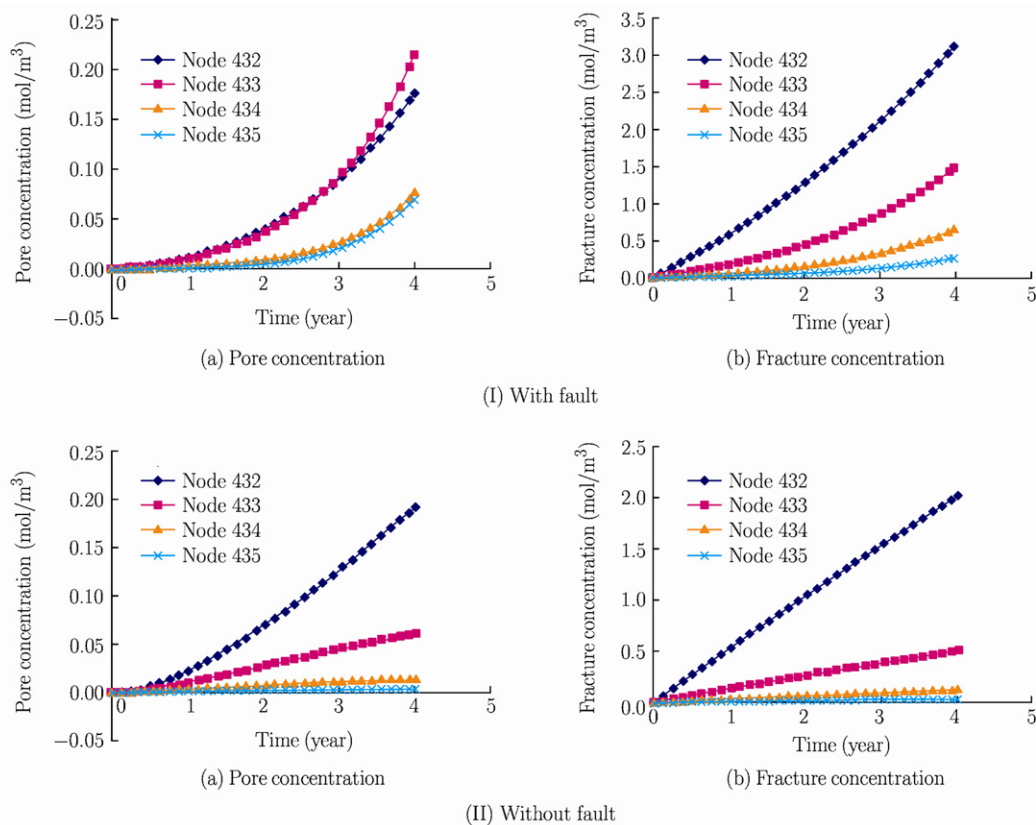 Pore concentration (mol/m³)
0.25
0.20
0.15
0.10
0.05
0.00
−0.05
Node 432
Node 433
Node 434
Node 435
0 1 2 3 4 5
Time (year)
(a) Pore concentration
Fracture concentration (mol/m³)
3.5
3.0
2.5
2.0
1.5
1.0
0.5
0.0
Node 432
Node 433
Node 434
Node 435
0 1 2 3 4 5
Time (year)
(b) Fracture concentration
(I) With fault
Pore concentration (mol/m³)
0.25
0.20
0.15
0.10
0.05
0.00
−0.05
Node 432
Node 433
Node 434
Node 435
0 1 2 3 4 5
Time (year)
(a) Pore concentration
Fracture concentration (mol/m³)
2.5
2.0
1.5
1.0
0.5
0.0
Node 432
Node 433
Node 434
Node 435
0 1 2 3 4 5
Time (year)
(b) Fracture concentration
(II) Without fault